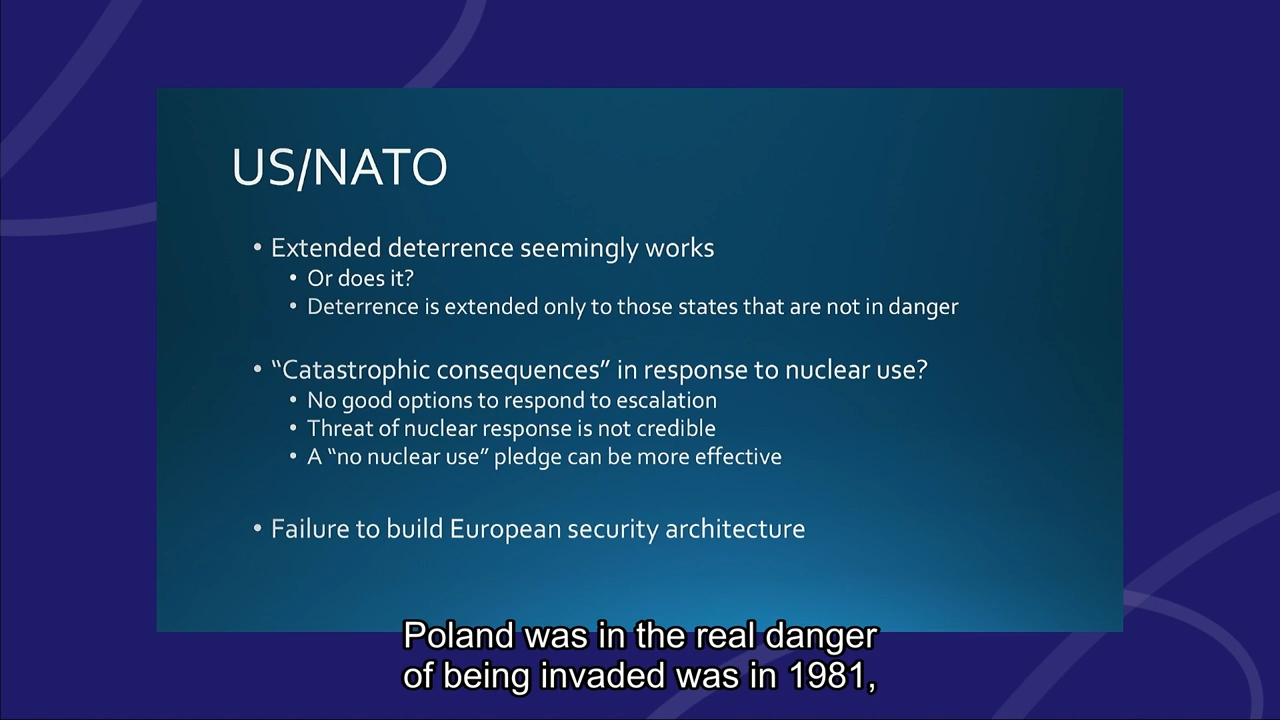 US/NATO
• Extended deterrence seemingly works
• Or does it?
• Deterrence is extended only to those states that are not in danger
• “Catastrophic consequences” in response to nuclear use?
• No good options to respond to escalation
• Threat of nuclear response is not credible
• A “no nuclear use” pledge can be more effective
• Failure to build European security architecture
Poland was in the real danger
of being invaded was in 1981,